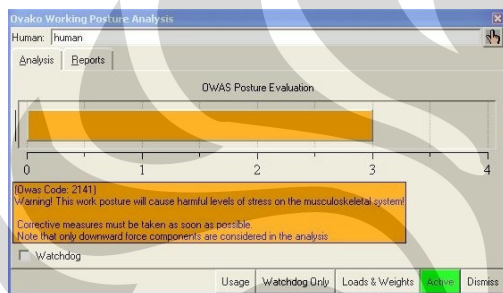 Ovako Working Posture Analysis
Human: human
Analysis Reports
OWAS Posture Evaluation
0 1 2 3 4
(Owas Code: 2141)
Warning! This work posture will cause harmful levels of stress on the musculoskeletal system!
Corrective measures must be taken as soon as possible.
Note that only downward force components are considered in the analysis
Watchdog
Usage Watchdog Only Loads & Weights Active Dismiss